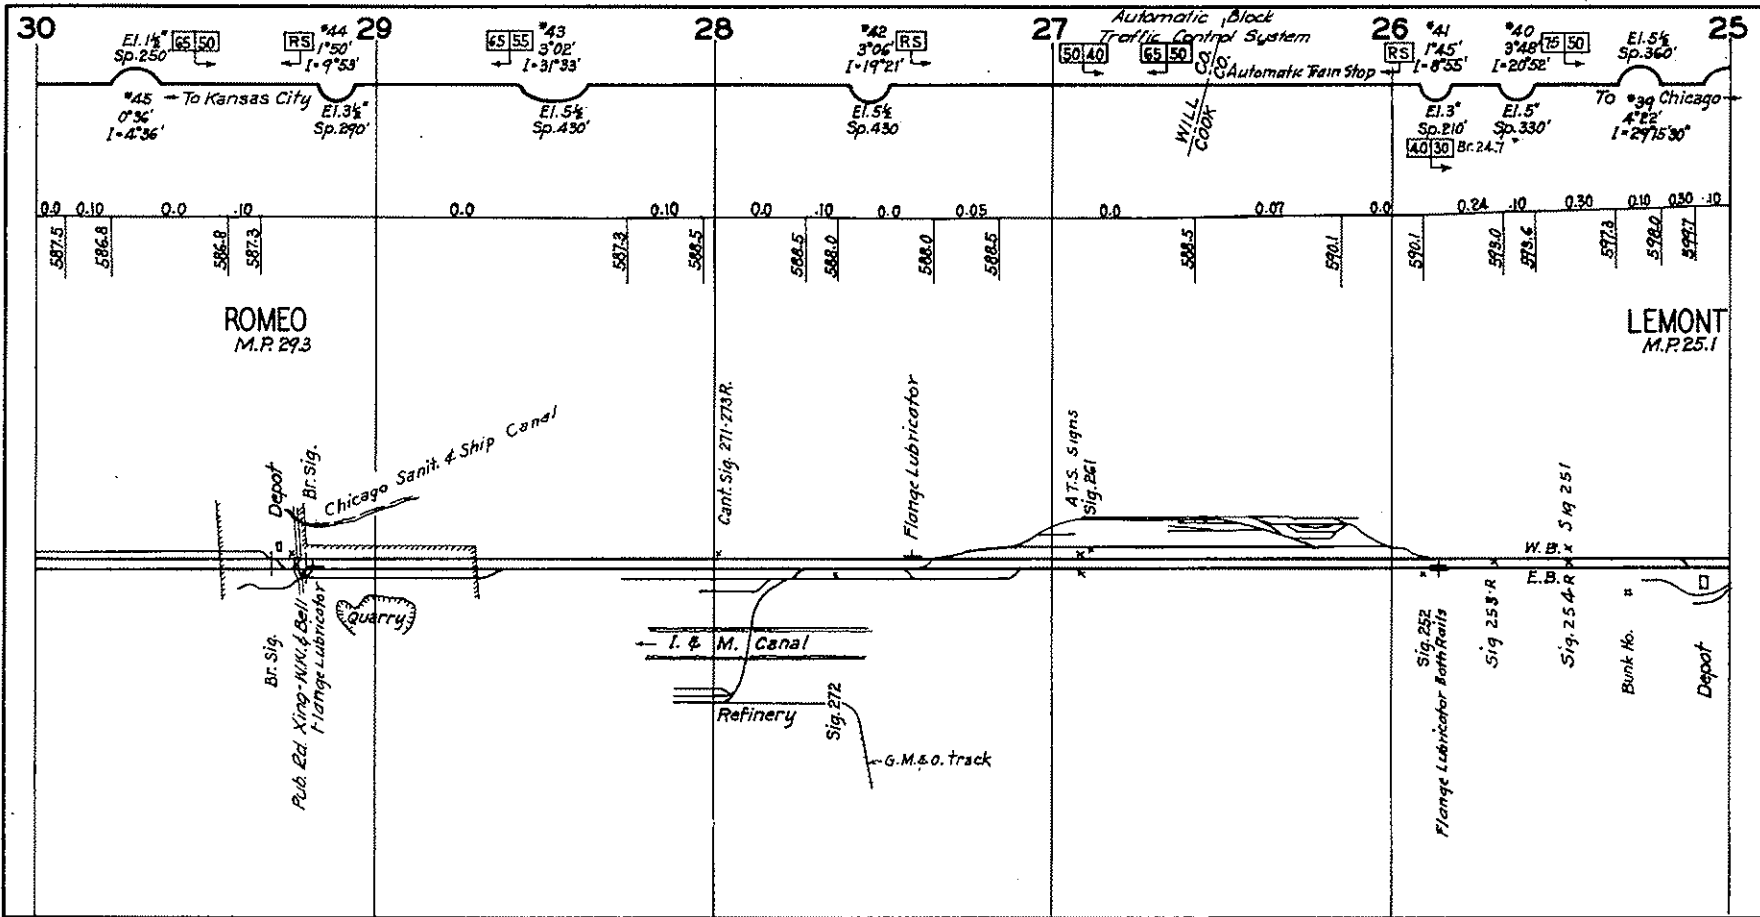 30
29
28
27
26
25
El. 1½"
Sp. 250'
65 50
RS
#44
1°50'
I=9°53'
65 55
#43
3°02'
I=31°33'
#42
3°06'
I=19°21'
RS
Automatic Block
Traffic Control System
50 40
65 50
Co.
Co.
WILL
COOK
Automatic Train Stop
RS
#41
1°45'
I=8°55'
#40
3°48'
I=20°52'
75 50
El. 5½
Sp. 360'
#45
0°36'
I=4°36'
To Kansas City
El. 3½"
Sp. 290'
El. 5½
Sp. 430'
El. 5½
Sp. 430
El. 3"
Sp. 210'
40 30 Br. 24.7
El. 5"
Sp. 330'
To
#39
4°22'
I=29°15'30"
Chicago
0.0 0.10 0.0 .10 0.0 0.10 0.0 .10 0.0 0.05 0.0 0.07 0.0 0.24 .10 0.30 0.10 0.30 .10
587.5
586.8
586.8
587.3
587.3
588.5
588.5
588.0
588.0
588.5
588.5
590.1
590.1
593.0
593.6
597.3
598.0
599.7
ROMEO
M.P. 29.3
LEMONT
M.P. 25.1
Depot
Br. Sig.
Chicago Sanit. & Ship Canal
Cant. Sig. 271-273R.
Flange Lubricator
A.T.S. Signs
Sig. 261
Sig 251
W.B.
E.B.
Br. Sig.
Pub. Rd. Xing-W.W. & Bell
Flange Lubricator
Quarry
I. & M. Canal
Refinery
Sig. 272
G.M. & O. track
Sig. 252
Flange Lubricator Both Rails
Sig 253-R
Sig. 254-R
Bunk Ho.
Depot